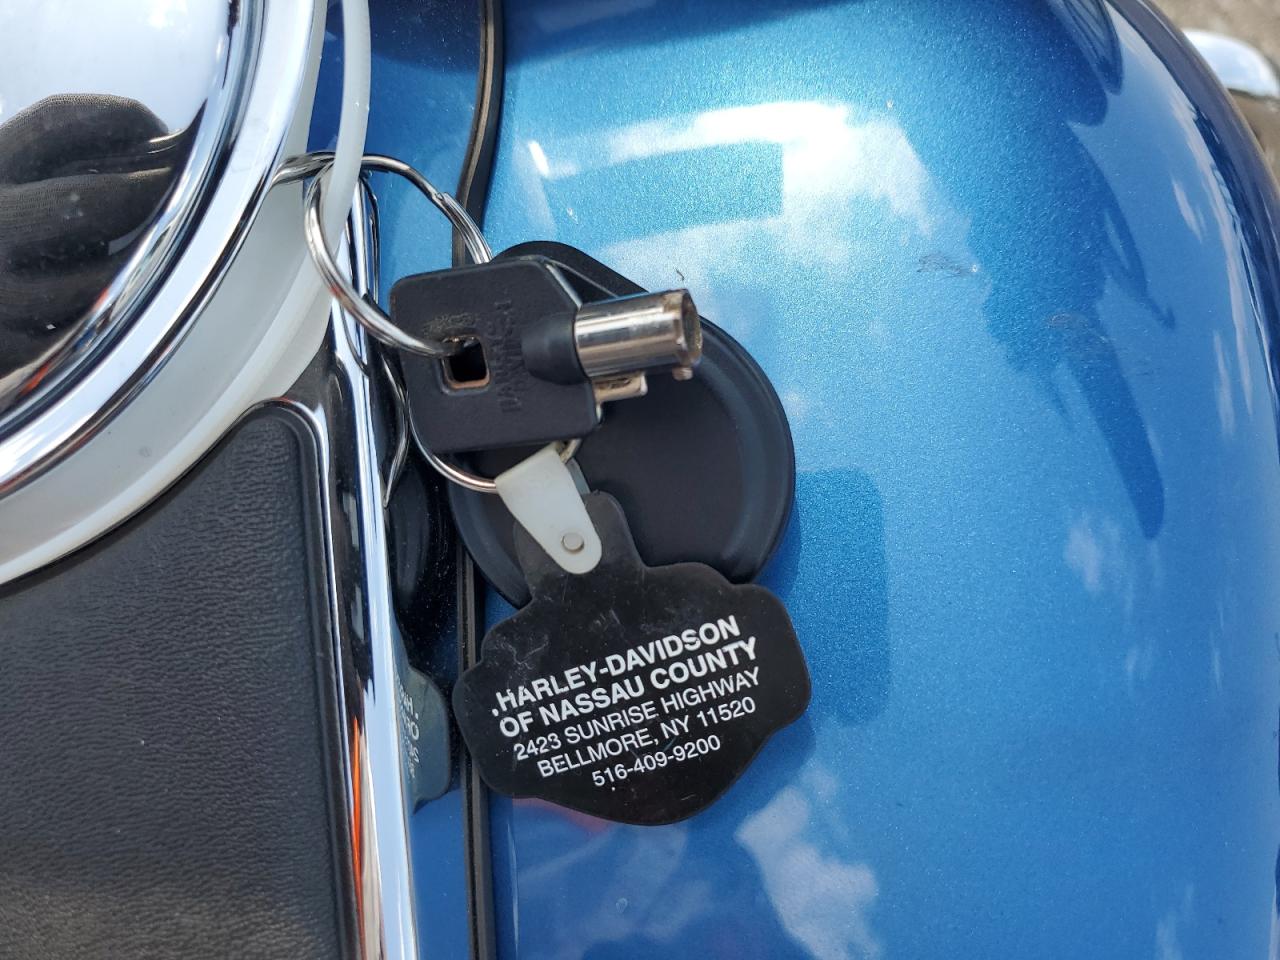 HARLEY-DAVIDSON
OF NASSAU COUNTY
2423 SUNRISE HIGHWAY
BELLMORE, NY 11520
516-409-9200